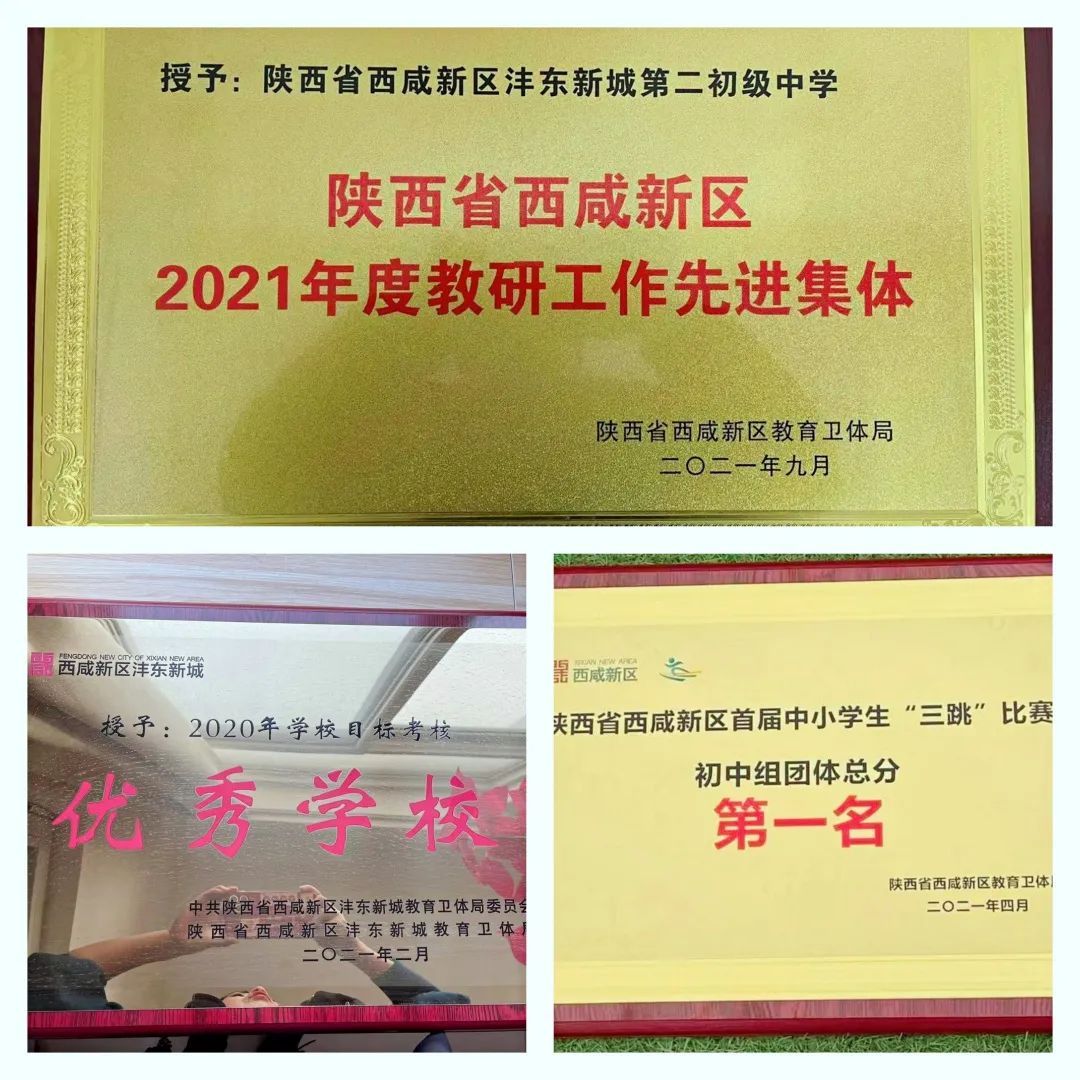 授予：陕西省西咸新区沣东新城第二初级中学
陕西省西咸新区
2021年度教研工作先进集体
陕西省西咸新区教育卫体局
二〇二一年九月
FENGDONG NEW CITY OF XIXIAN NEW AREA
西咸新区沣东新城
授予：2020年学校目标考核
优秀学校
中共陕西省西咸新区沣东新城教育卫体局委员会
陕西省西咸新区沣东新城教育卫体局
二〇二一年二月
XIXIAN NEW AREA
西咸新区
陕西省西咸新区首届中小学生“三跳”比赛
初中组团体总分
第一名
陕西省西咸新区教育卫体
二〇二一年四月